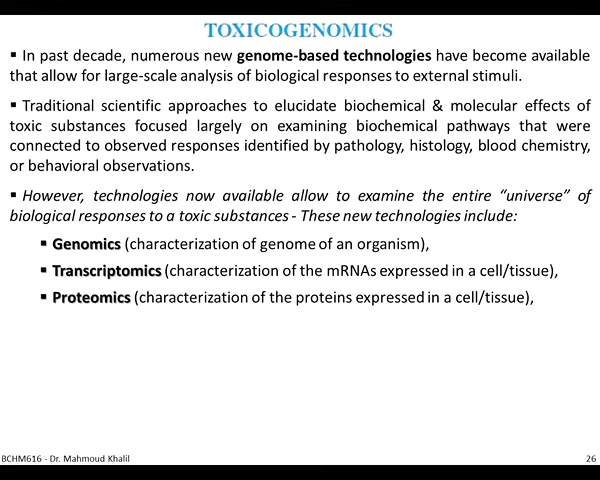 TOXICOGENOMICS
▪ In past decade, numerous new genome-based technologies have become available
that allow for large-scale analysis of biological responses to external stimuli.
▪ Traditional scientific approaches to elucidate biochemical & molecular effects of
toxic substances focused largely on examining biochemical pathways that were
connected to observed responses identified by pathology, histology, blood chemistry,
or behavioral observations.
▪ However, technologies now available allow to examine the entire “universe” of
biological responses to a toxic substances - These new technologies include:
▪ Genomics (characterization of genome of an organism),
▪ Transcriptomics (characterization of the mRNAs expressed in a cell/tissue),
▪ Proteomics (characterization of the proteins expressed in a cell/tissue),
BCHM616 - Dr. Mahmoud Khalil
26